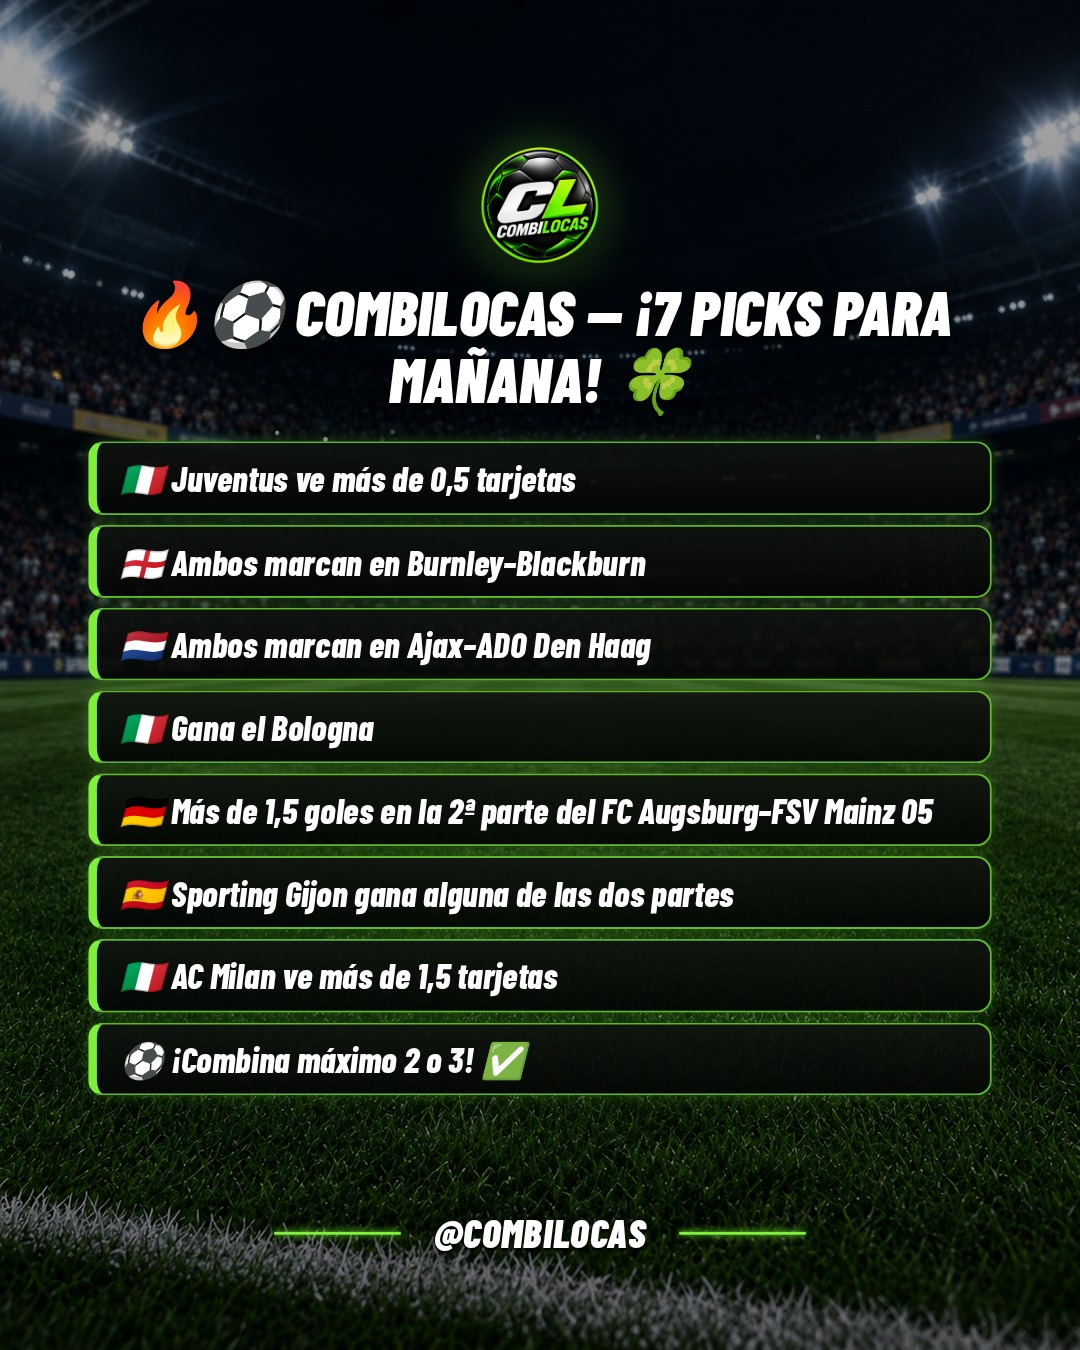 CL
COMBILOCAS
🔥⚽ COMBILOCAS – ¡7 PICKS PARA
MAÑANA! 🍀
🇮🇹 Juventus ve más de 0,5 tarjetas
🏴󠁧󠁢󠁥󠁮󠁧󠁿 Ambos marcan en Burnley-Blackburn
🇳🇱 Ambos marcan en Ajax-ADO Den Haag
🇮🇹 Gana el Bologna
🇩🇪 Más de 1,5 goles en la 2ª parte del FC Augsburg-FSV Mainz 05
🇪🇸 Sporting Gijon gana alguna de las dos partes
🇮🇹 AC Milan ve más de 1,5 tarjetas
⚽ ¡Combina máximo 2 o 3! ✅
@COMBILOCAS